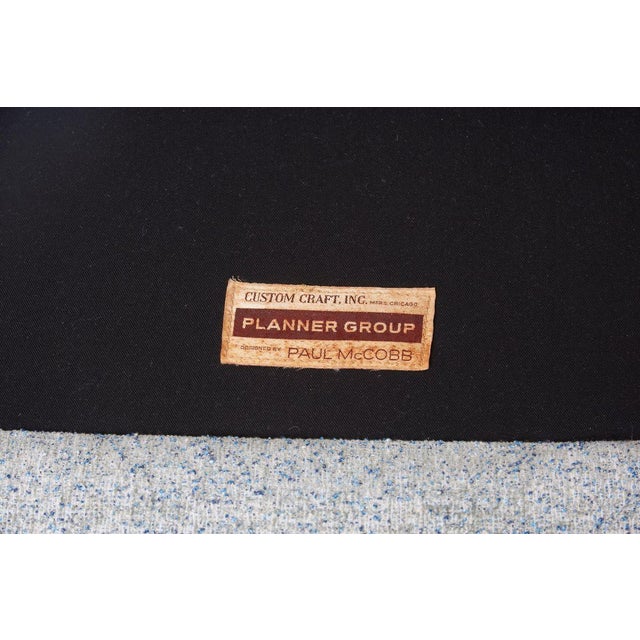 CUSTOM CRAFT, INC. MFRS. CHICAGO
PLANNER GROUP
DESIGNED BY PAUL McCOBB